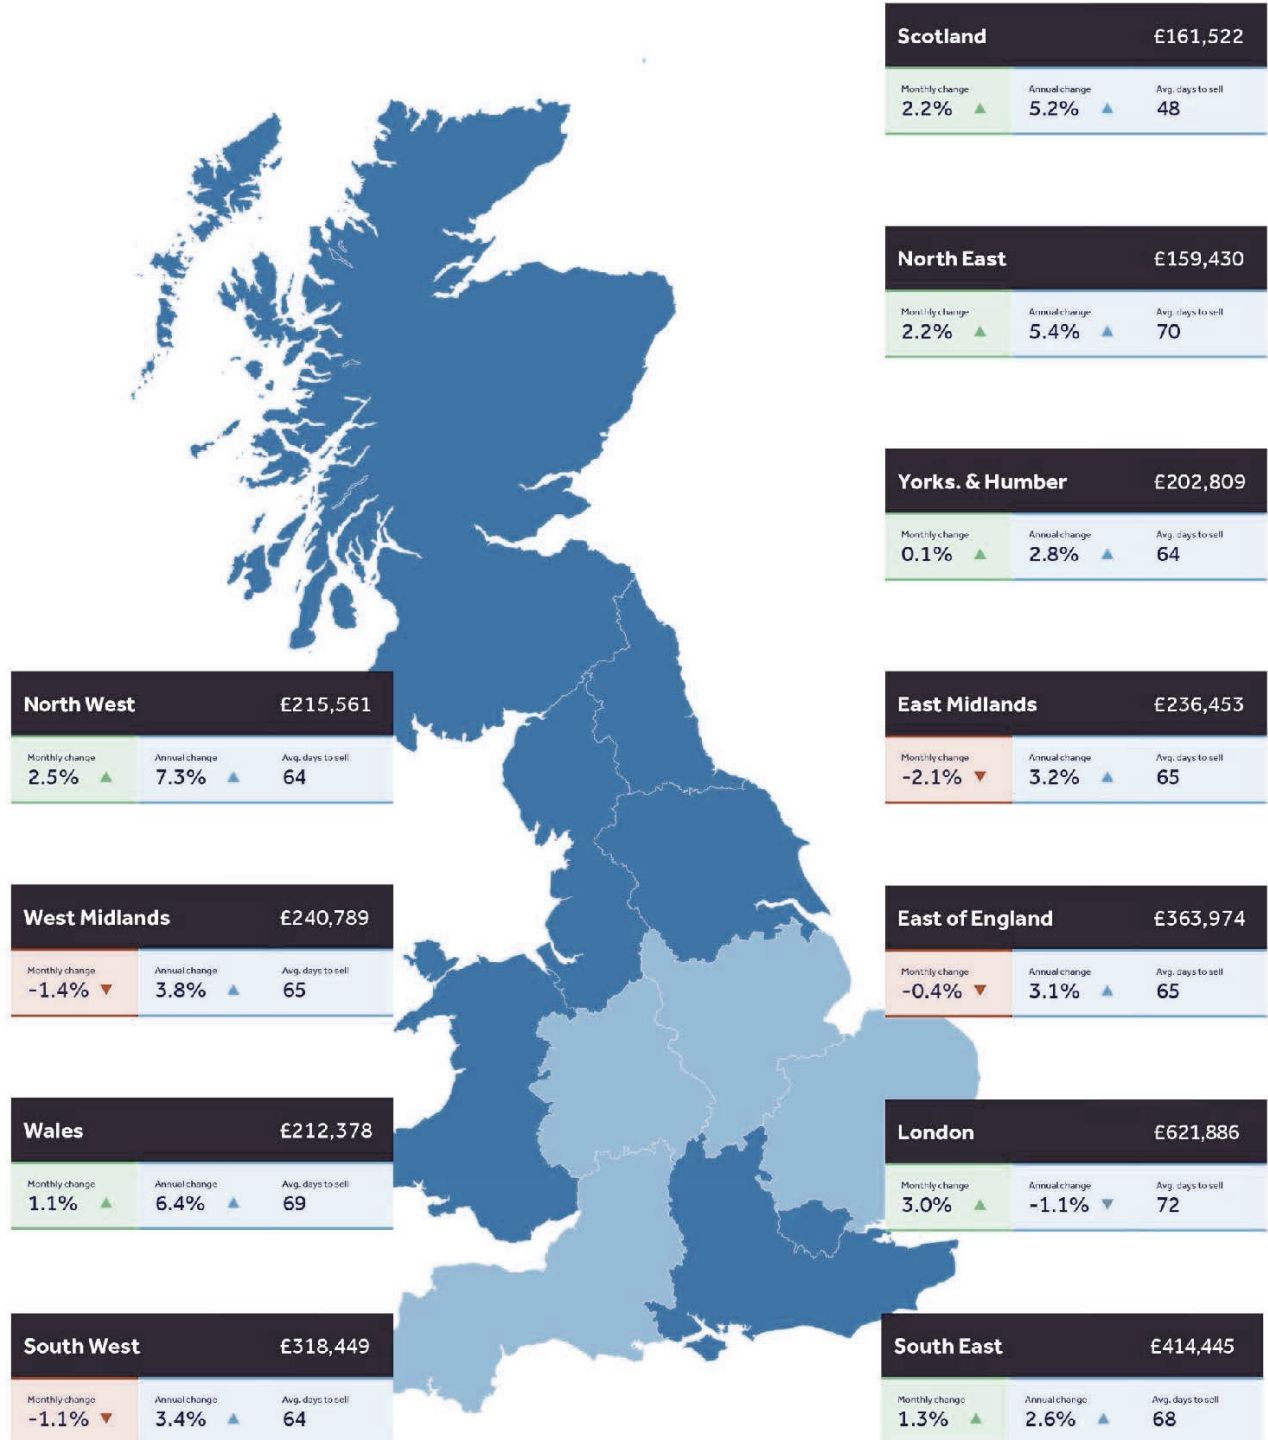 Scotland £161,522
Monthly change Annual change Avg. days to sell
2.2% ▲ 5.2% ▲ 48
North East £159,430
Monthly change Annual change Avg. days to sell
2.2% ▲ 5.4% ▲ 70
Yorks. & Humber £202,809
Monthly change Annual change Avg. days to sell
0.1% ▲ 2.8% ▲ 64
North West £215,561
Monthly change Annual change Avg. days to sell
2.5% ▲ 7.3% ▲ 64
East Midlands £236,453
Monthly change Annual change Avg. days to sell
-2.1% ▼ 3.2% ▲ 65
West Midlands £240,789
Monthly change Annual change Avg. days to sell
-1.4% ▼ 3.8% ▲ 65
East of England £363,974
Monthly change Annual change Avg. days to sell
-0.4% ▼ 3.1% ▲ 65
Wales £212,378
Monthly change Annual change Avg. days to sell
1.1% ▲ 6.4% ▲ 69
London £621,886
Monthly change Annual change Avg. days to sell
3.0% ▲ -1.1% ▼ 72
South West £318,449
Monthly change Annual change Avg. days to sell
-1.1% ▼ 3.4% ▲ 64
South East £414,445
Monthly change Annual change Avg. days to sell
1.3% ▲ 2.6% ▲ 68